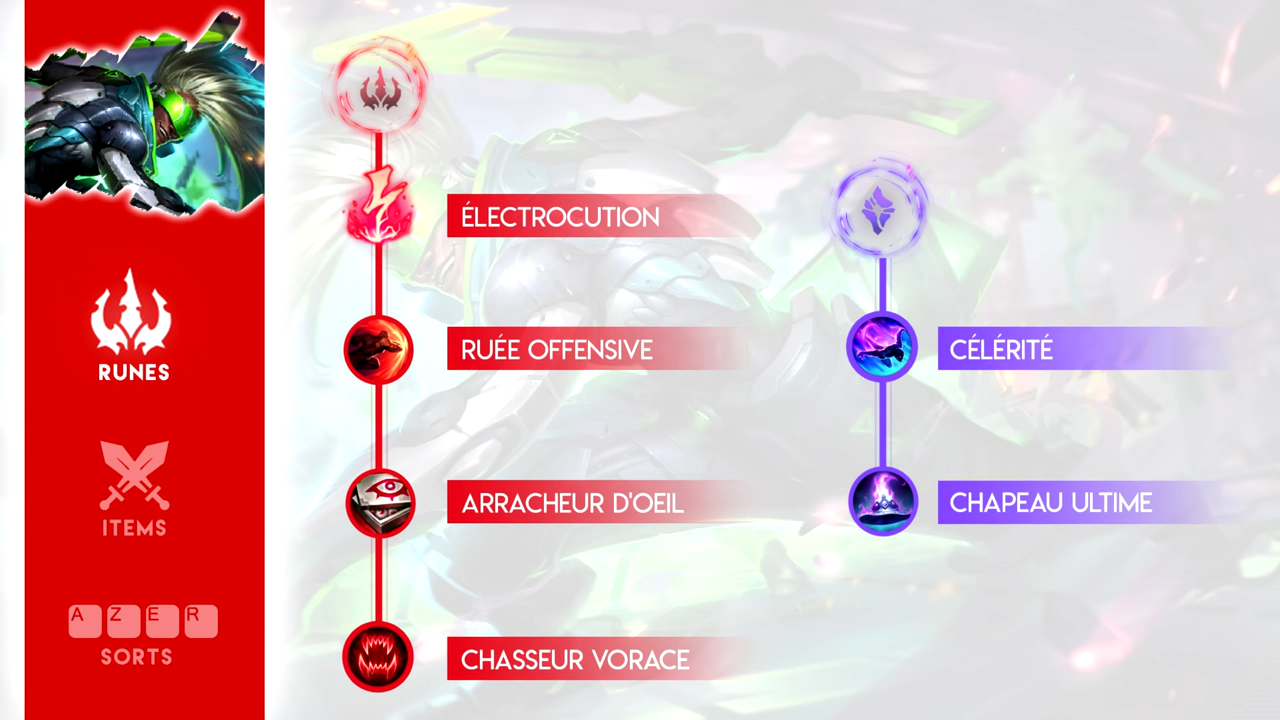 RUNES
ITEMS
A Z E R
SORTS
ÉLECTROCUTION
RUÉE OFFENSIVE
ARRACHEUR D'OEIL
CHASSEUR VORACE
CÉLÉRITÉ
CHAPEAU ULTIME